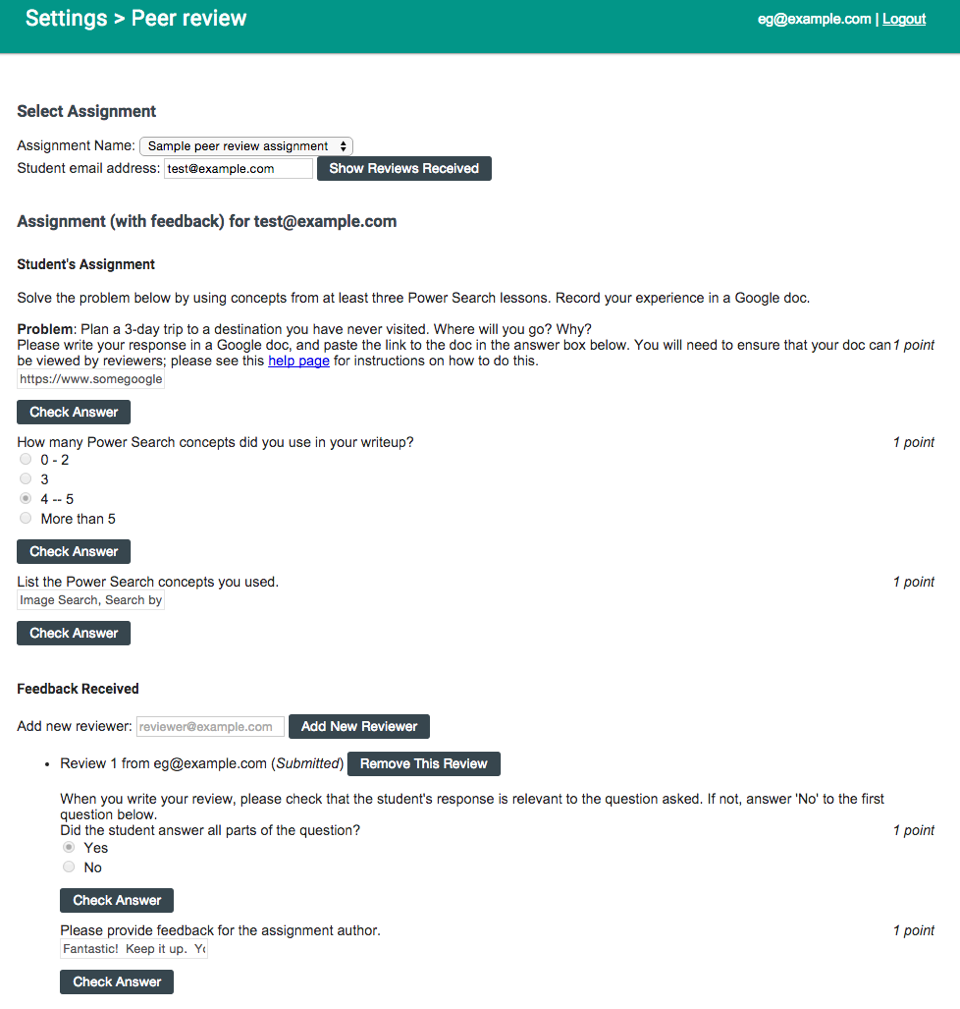 Settings > Peer review
eg@example.com | Logout
Select Assignment
Assignment Name: Sample peer review assignment
Student email address: test@example.com Show Reviews Received
Assignment (with feedback) for test@example.com
Student's Assignment
Solve the problem below by using concepts from at least three Power Search lessons. Record your experience in a Google doc.
Problem: Plan a 3-day trip to a destination you have never visited. Where will you go? Why?
Please write your response in a Google doc, and paste the link to the doc in the answer box below. You will need to ensure that your doc can 1 point
be viewed by reviewers; please see this help page for instructions on how to do this.
https://www.somegoogle
Check Answer
How many Power Search concepts did you use in your writeup? 1 point
0 - 2
3
4 -- 5
More than 5
Check Answer
List the Power Search concepts you used. 1 point
Image Search, Search by
Check Answer
Feedback Received
Add new reviewer: reviewer@example.com Add New Reviewer
• Review 1 from eg@example.com (Submitted) Remove This Review
When you write your review, please check that the student's response is relevant to the question asked. If not, answer 'No' to the first
question below.
Did the student answer all parts of the question? 1 point
Yes
No
Check Answer
Please provide feedback for the assignment author. 1 point
Fantastic! Keep it up.
Check Answer